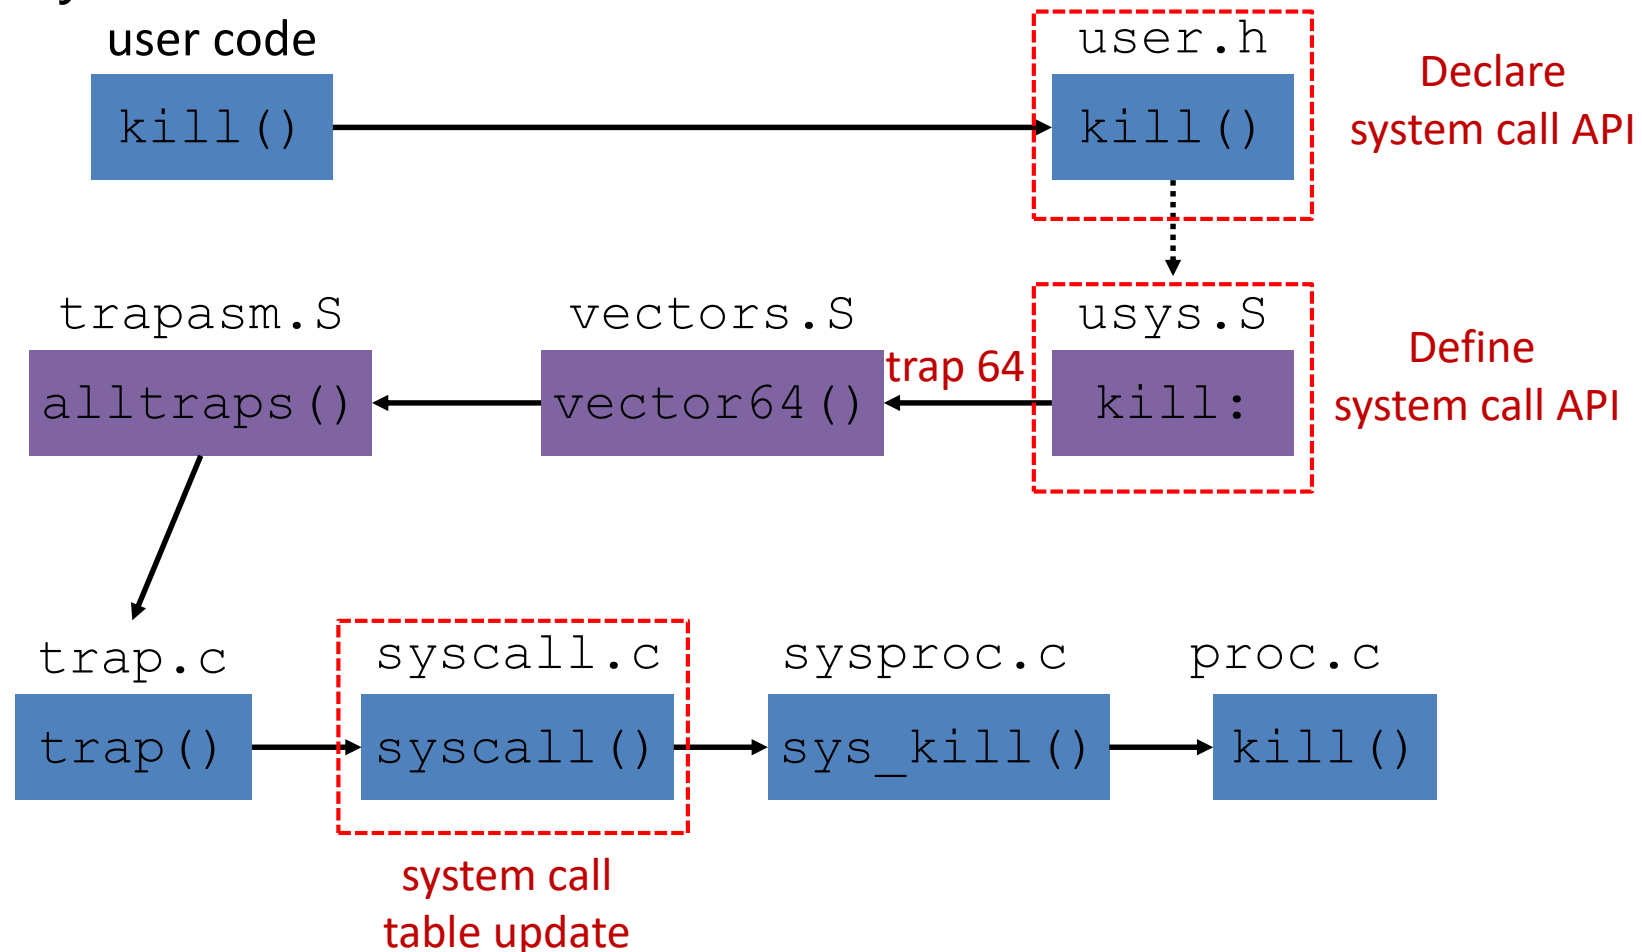 user code
user.h
kill()
kill()
Declare
system call API
trapasm.S
vectors.S
usys.S
alltraps()
vector64()
trap 64
kill:
Define
system call API
trap.c
syscall.c
sysproc.c
proc.c
trap()
syscall()
sys_kill()
kill()
system call
table update